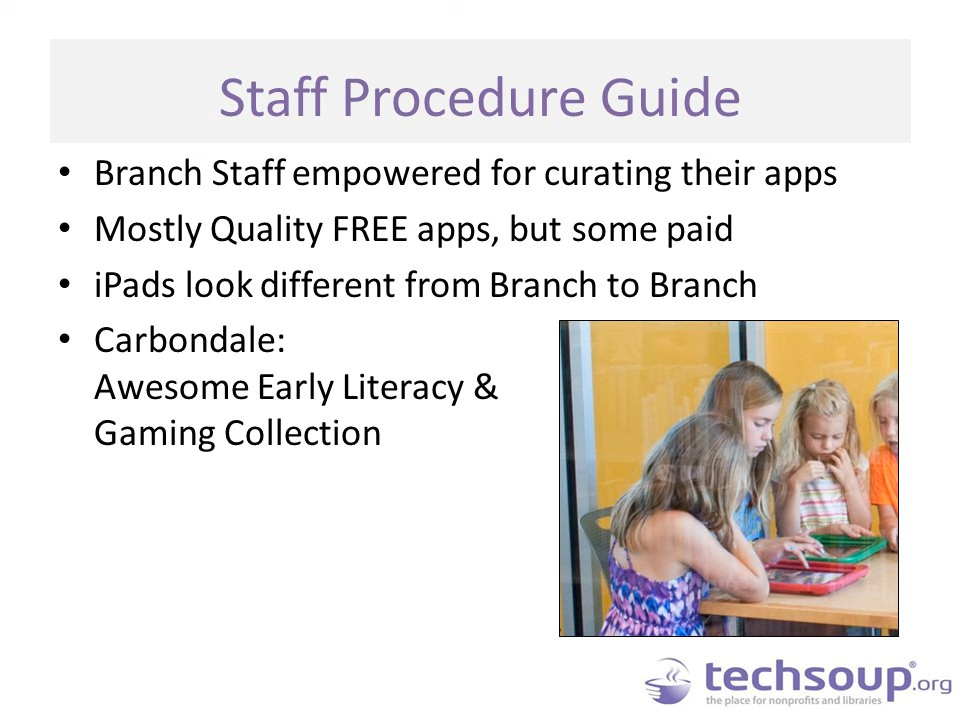 Staff Procedure Guide
• Branch Staff empowered for curating their apps
• Mostly Quality FREE apps, but some paid
• iPads look different from Branch to Branch
• Carbondale:
Awesome Early Literacy &
Gaming Collection
techsoup®.org
the place for nonprofits and libraries